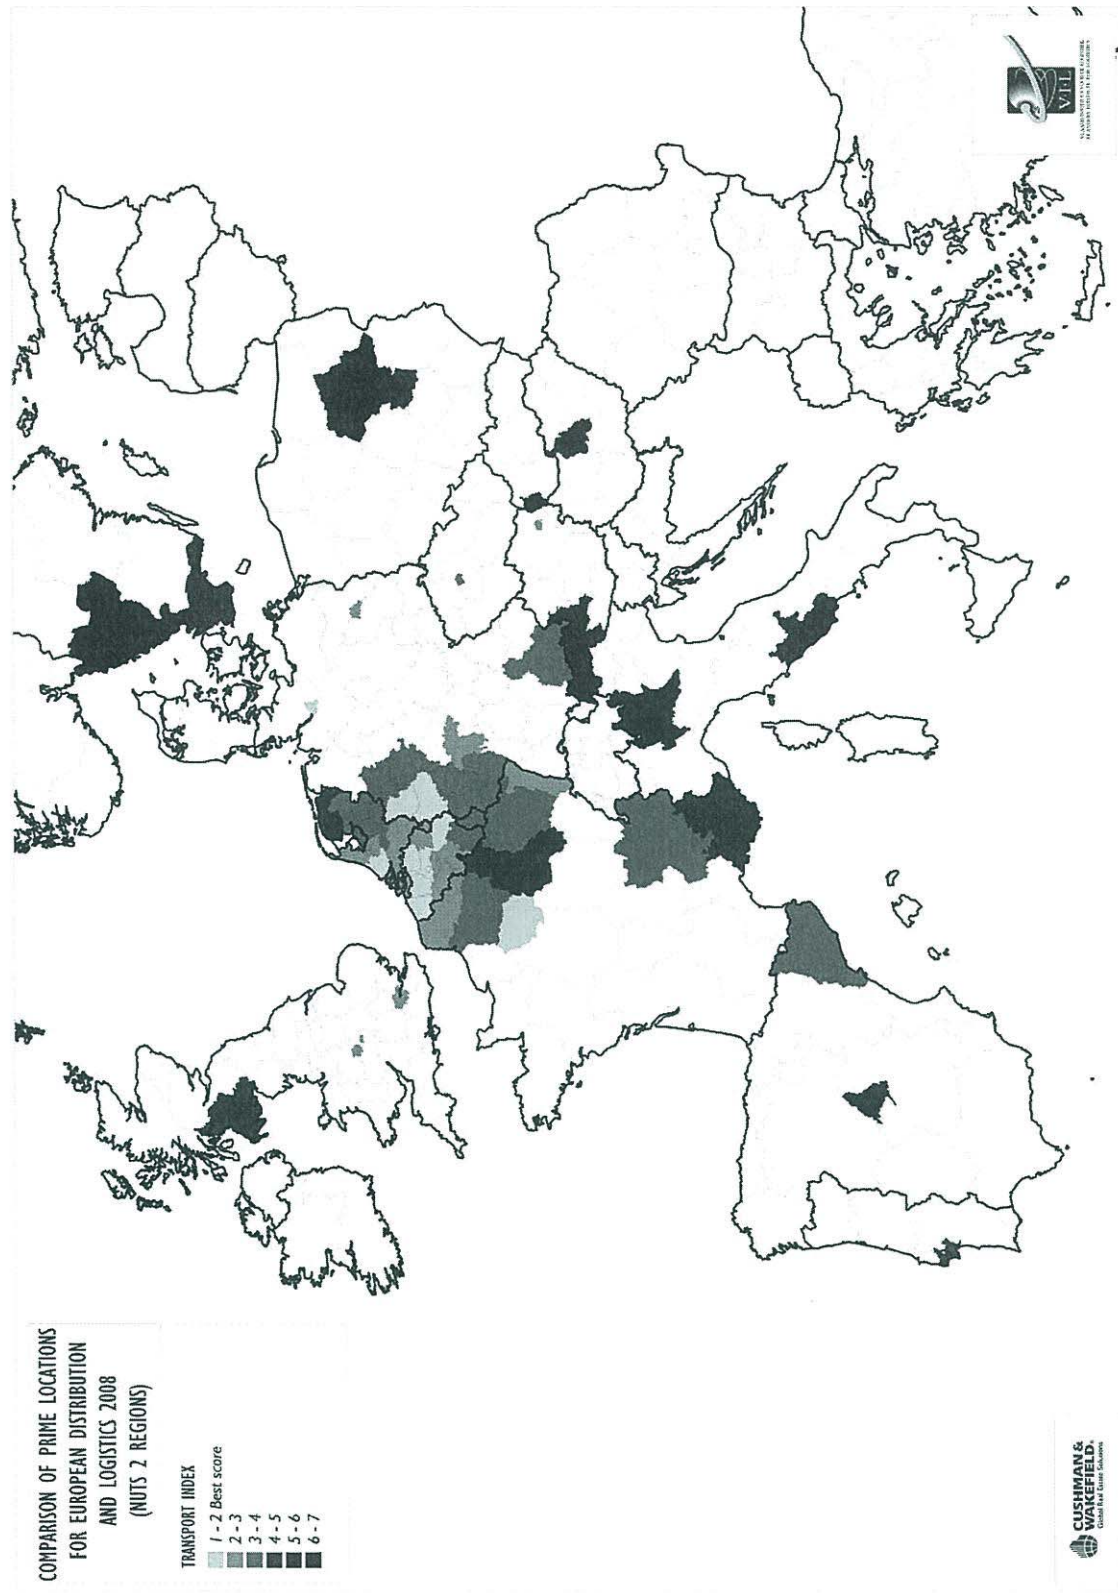 COMPARISON OF PRIME LOCATIONS
FOR EUROPEAN DISTRIBUTION
AND LOGISTICS 2008
(NUTS 2 REGIONS)
TRANSPORT INDEX
1 - 2 Best score
2 - 3
3 - 4
4 - 5
5 - 6
6 - 7
CUSHMAN &
WAKEFIELD®
Global Real Estate Solutions
V·I·L